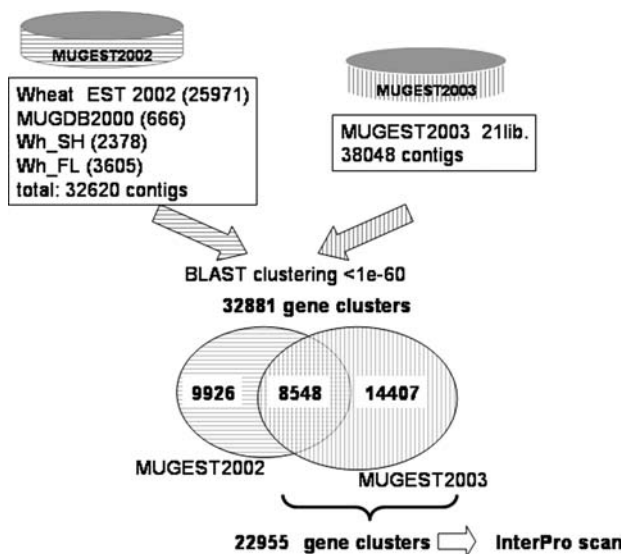 MUGEST2002
Wheat EST 2002 (25971)
MUGDB2000 (666)
Wh_SH (2378)
Wh_FL (3605)
total: 32620 contigs
MUGEST2003
MUGEST2003 21lib.
38048 contigs
BLAST clustering <1e-60
32881 gene clusters
9926 8548 14407
MUGEST2002
MUGEST2003
22955 gene clusters InterPro scan